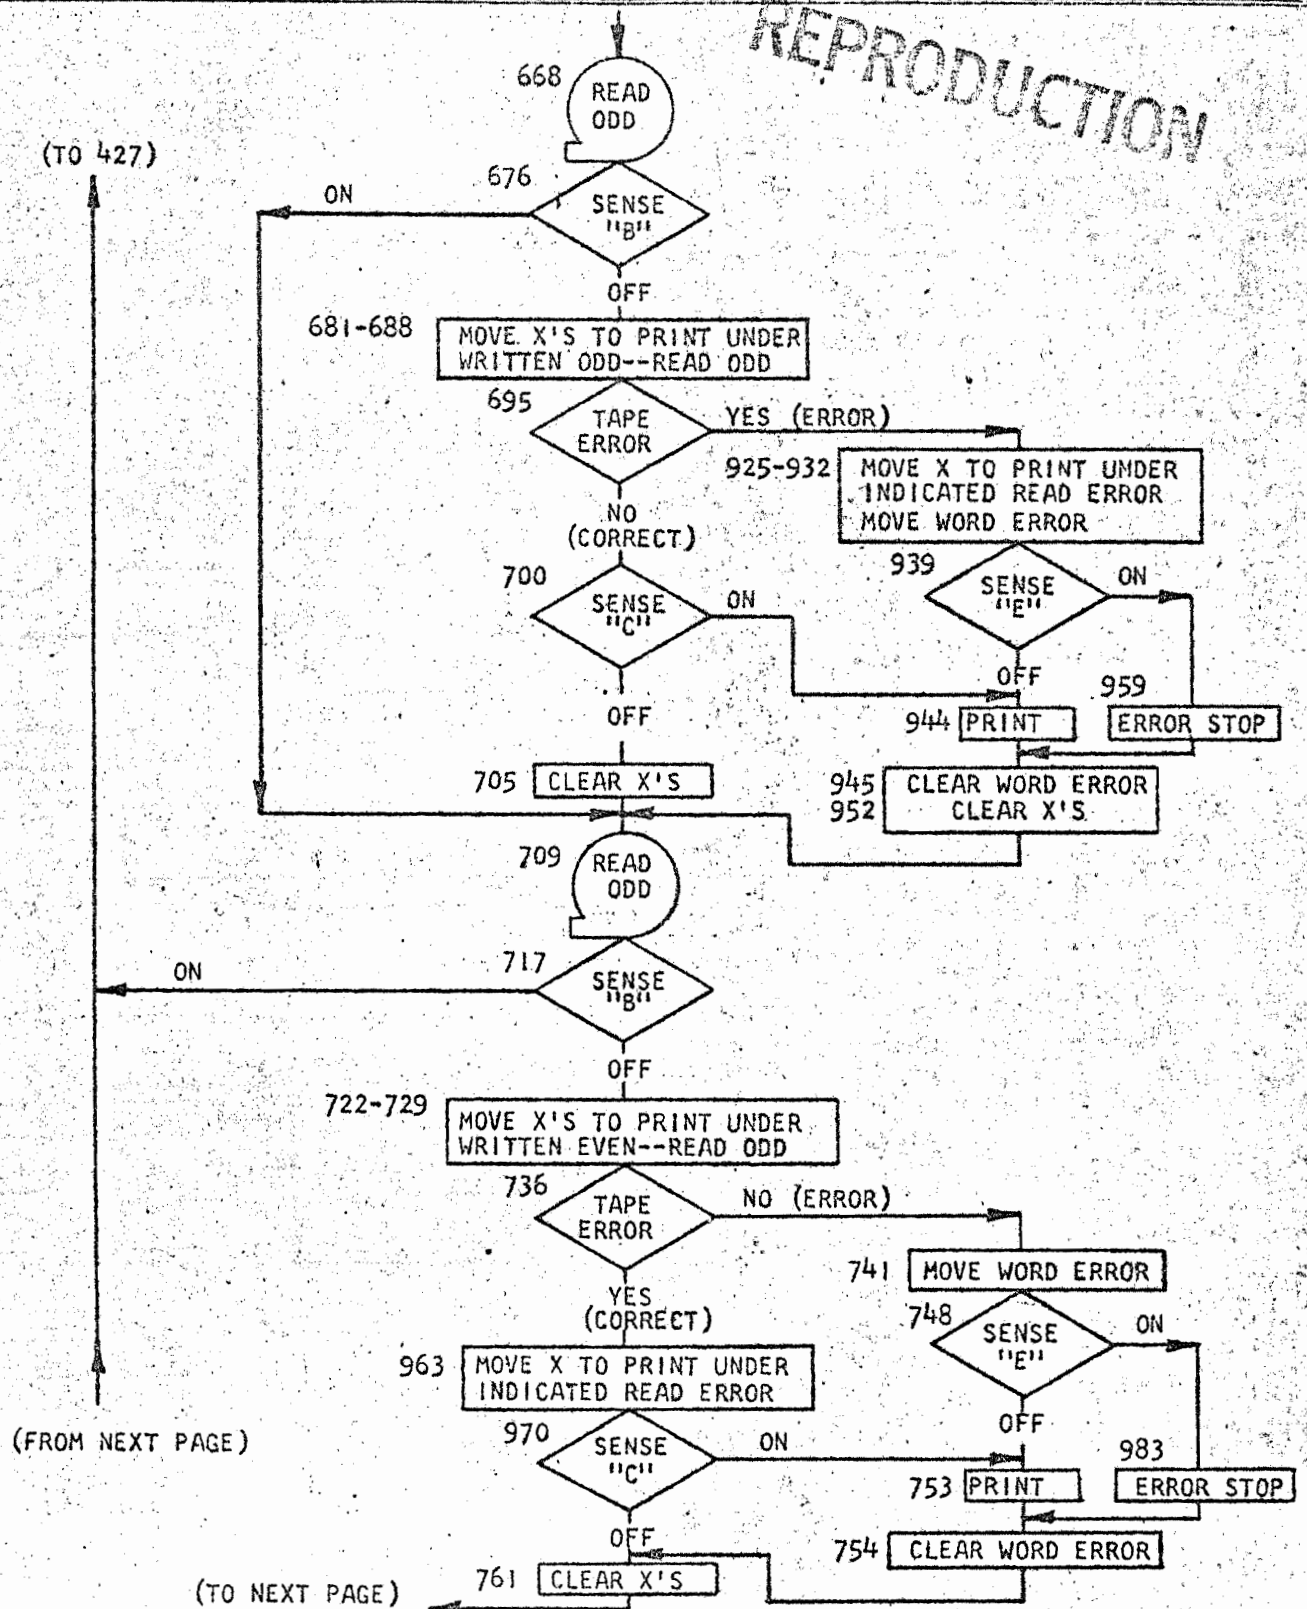 REPRODUCTION
668
READ
ODD
(TO 427)
676
ON
SENSE
"B"
OFF
681-688
MOVE X'S TO PRINT UNDER
WRITTEN ODD--READ ODD
695
TAPE
ERROR
YES (ERROR)
925-932
MOVE X TO PRINT UNDER
INDICATED READ ERROR
MOVE WORD ERROR
NO
(CORRECT)
939
SENSE
"E"
ON
700
SENSE
"C"
ON
OFF
959
OFF
944
PRINT
ERROR STOP
705
CLEAR X'S
945
CLEAR WORD ERROR
952
CLEAR X'S
709
READ
ODD
717
ON
SENSE
"B"
OFF
722-729
MOVE X'S TO PRINT UNDER
WRITTEN EVEN--READ ODD
736
TAPE
ERROR
NO (ERROR)
741
MOVE WORD ERROR
YES
(CORRECT)
748
SENSE
"E"
ON
963
MOVE X TO PRINT UNDER
INDICATED READ ERROR
OFF
(FROM NEXT PAGE)
970
SENSE
"C"
ON
983
753
PRINT
ERROR STOP
OFF
754
CLEAR WORD ERROR
761
CLEAR X'S
(TO NEXT PAGE)